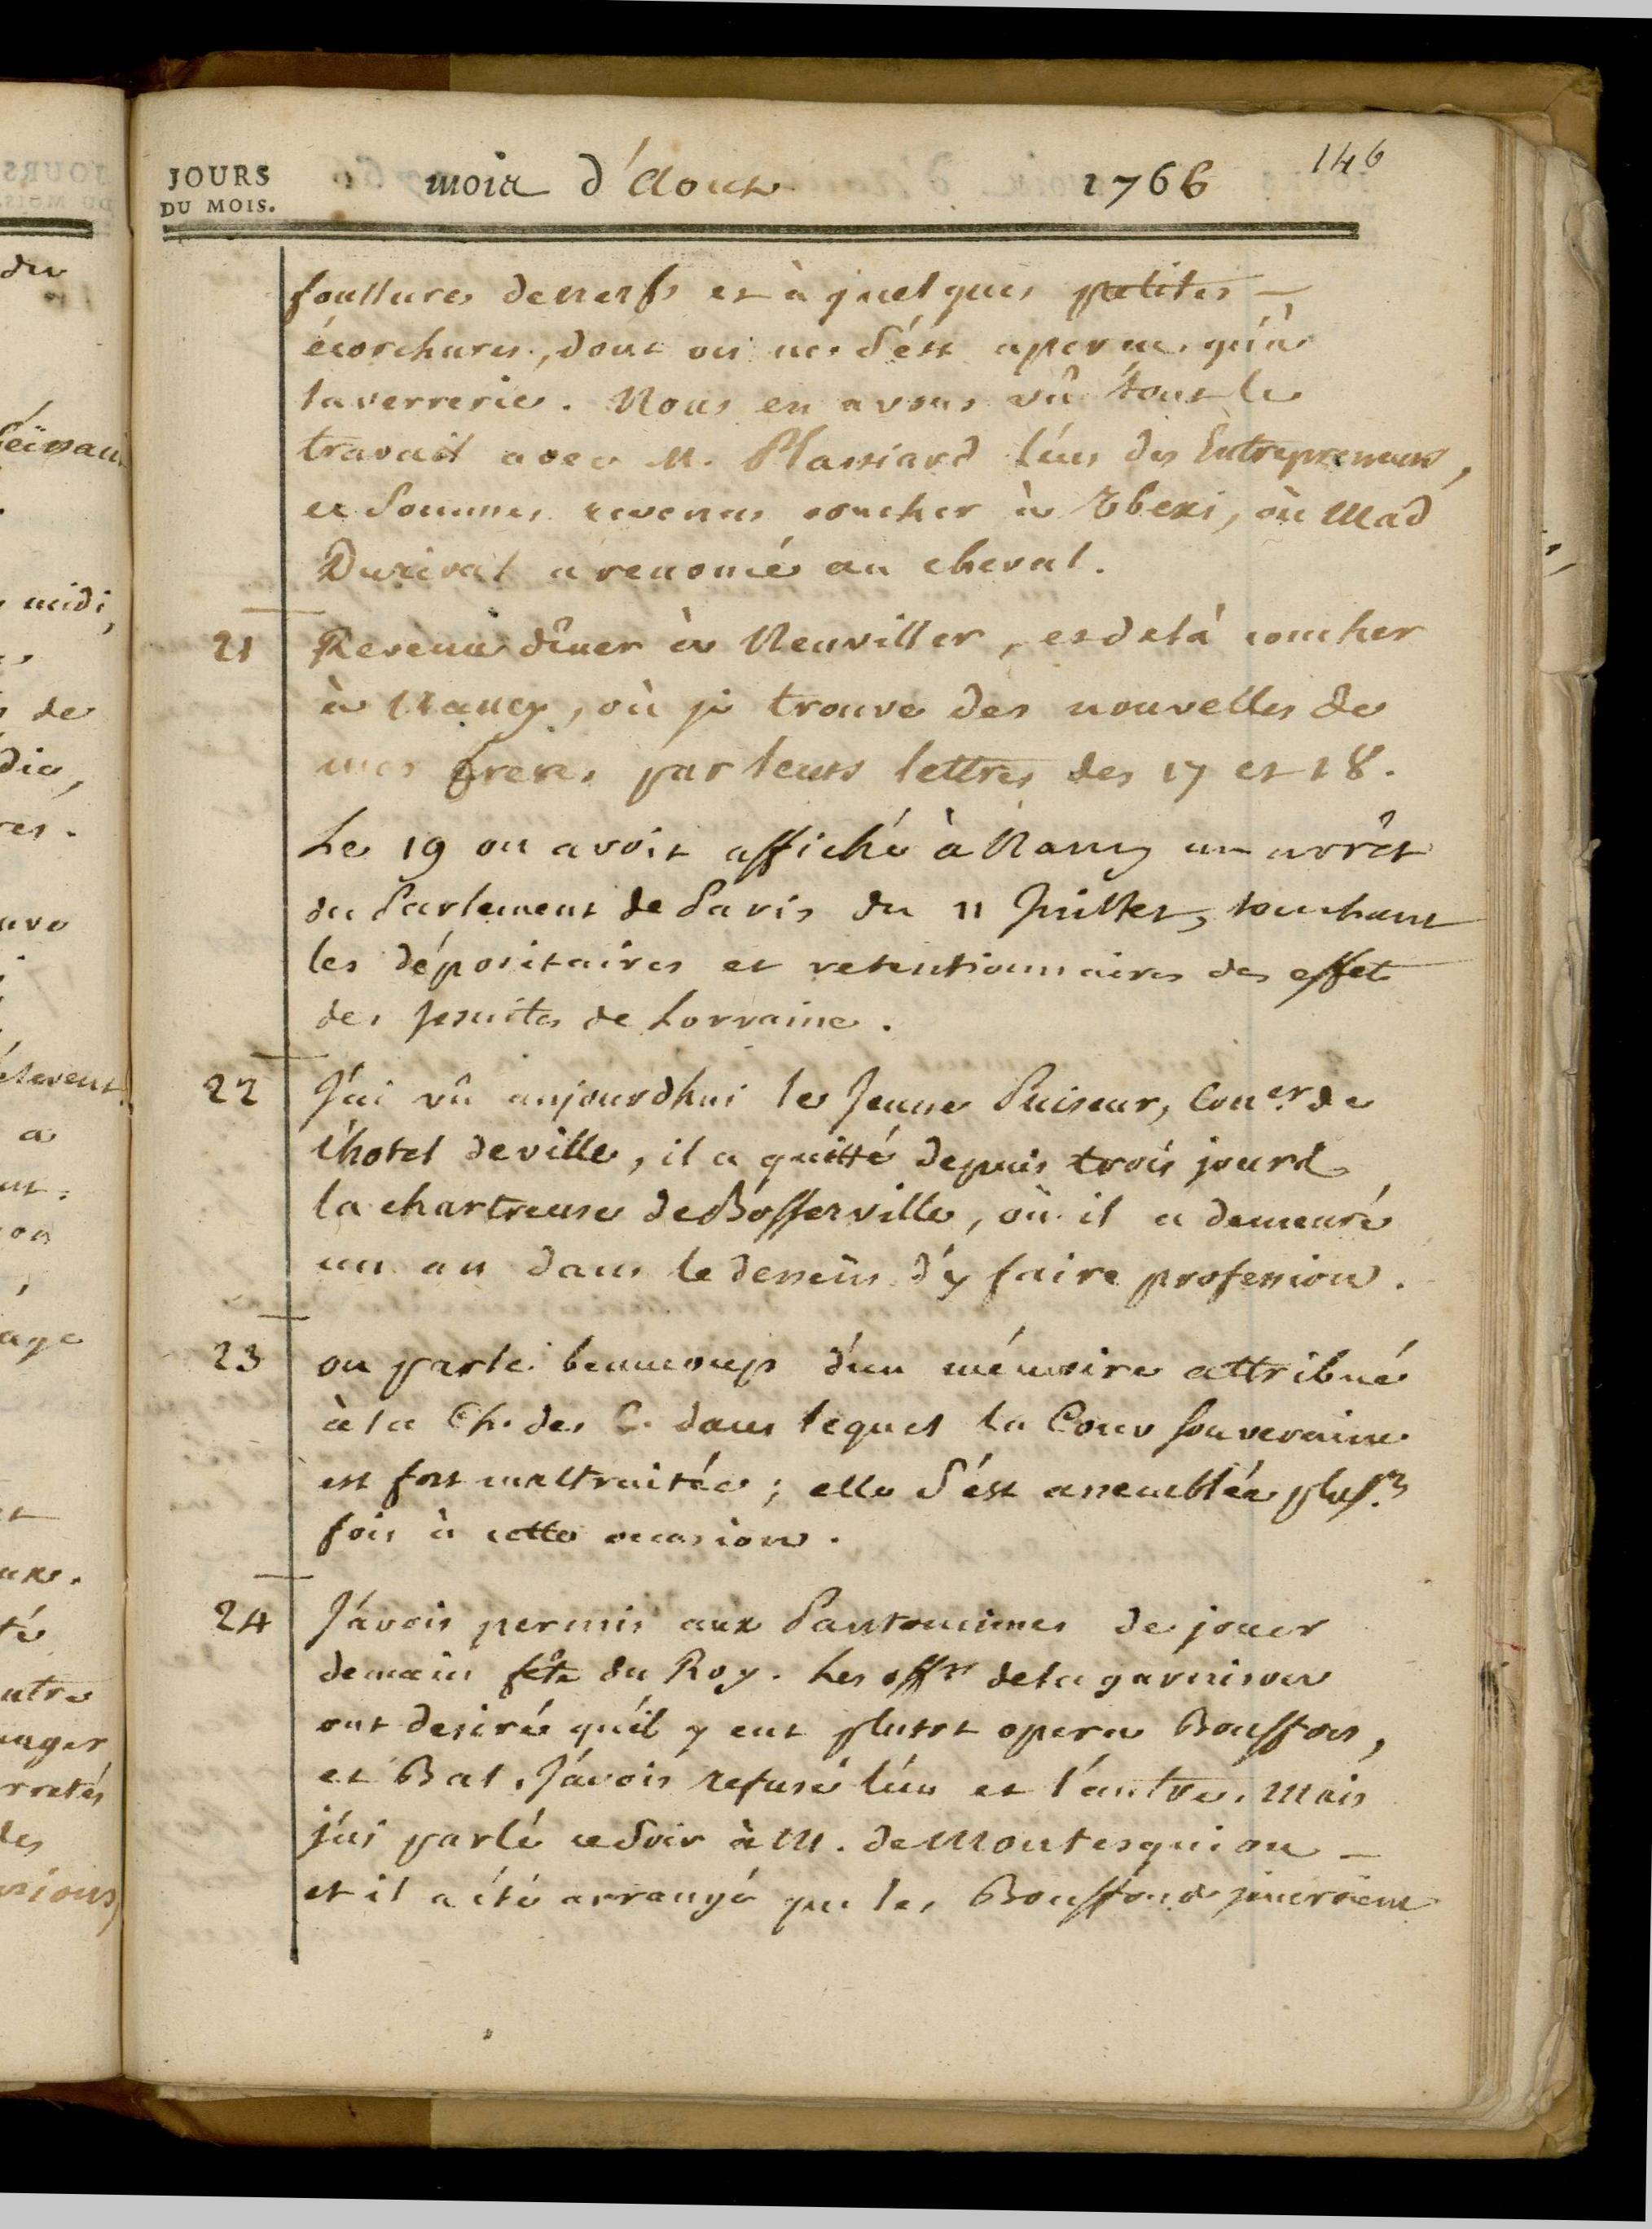 JOURS
DU MOIS.
mois d'Aout 1766 146
foullures de nerfs et à quelques petites
écorchures, dont on ne s'est aperçu qu'à
la verrerie. Nous en avons vû tout le
travail avec M. Plassiard l'un des Entrepreneurs,
et sommes revenus coucher à Tbexi, où Mad
Durival a renoncé au cheval.
21 Revenu dîner à Neuviller, et delà coucher
à Nancy, où je trouve des nouvelles de
mes freres par leurs lettres des 17 et 18.
Le 19 on avoit affiché à Nancy un arrêt
du Parlement de Paris du 11 Juillet, touchant
les dépositaires et retentionnaires des effets
des Jesuites de Lorraine.
22 J'ai vû aujourdhui le Jeune Puiseur, Con.er de
l'hotel de ville, il a quitté depuis trois jours
la chartreuse de Bosserville, où il a demeuré
un an dans le dessein d'y faire profession.
23 on parle beaucoup d'un mémoire attribué
à la Ch. des C. dans lequel la Cour souveraine
est fort maltraitée; elle s'est assemblée plus.rs
fois à cette occasion.
24 J'avois permis aux Pantomimes de jouer
demain fête du Roy. Les off.rs de la garnison
ont desiré qu'il y eut plutot opera Bouffon,
et Bal. J'avois refusé l'un et l'autre. Mais
j'ai parlé ce soir à M. de Montesquiou
et il a été arrangé que les Bouffons joueroient